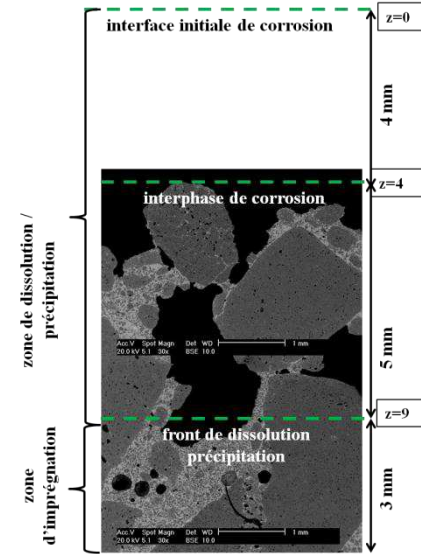 interface initiale de corrosion
z=0
4 mm
z=4
interphase de corrosion
zone de dissolution /
précipitation
Acc.V Spot Magn Det WD
20.0 kV 5.1 30x BSE 10.0
1 mm
5 mm
z=9
front de dissolution
précipitation
zone
d'imprégnation
3 mm
Acc.V Spot Magn Det WD
20.0 kV 5.1 30x BSE 10.0
1 mm